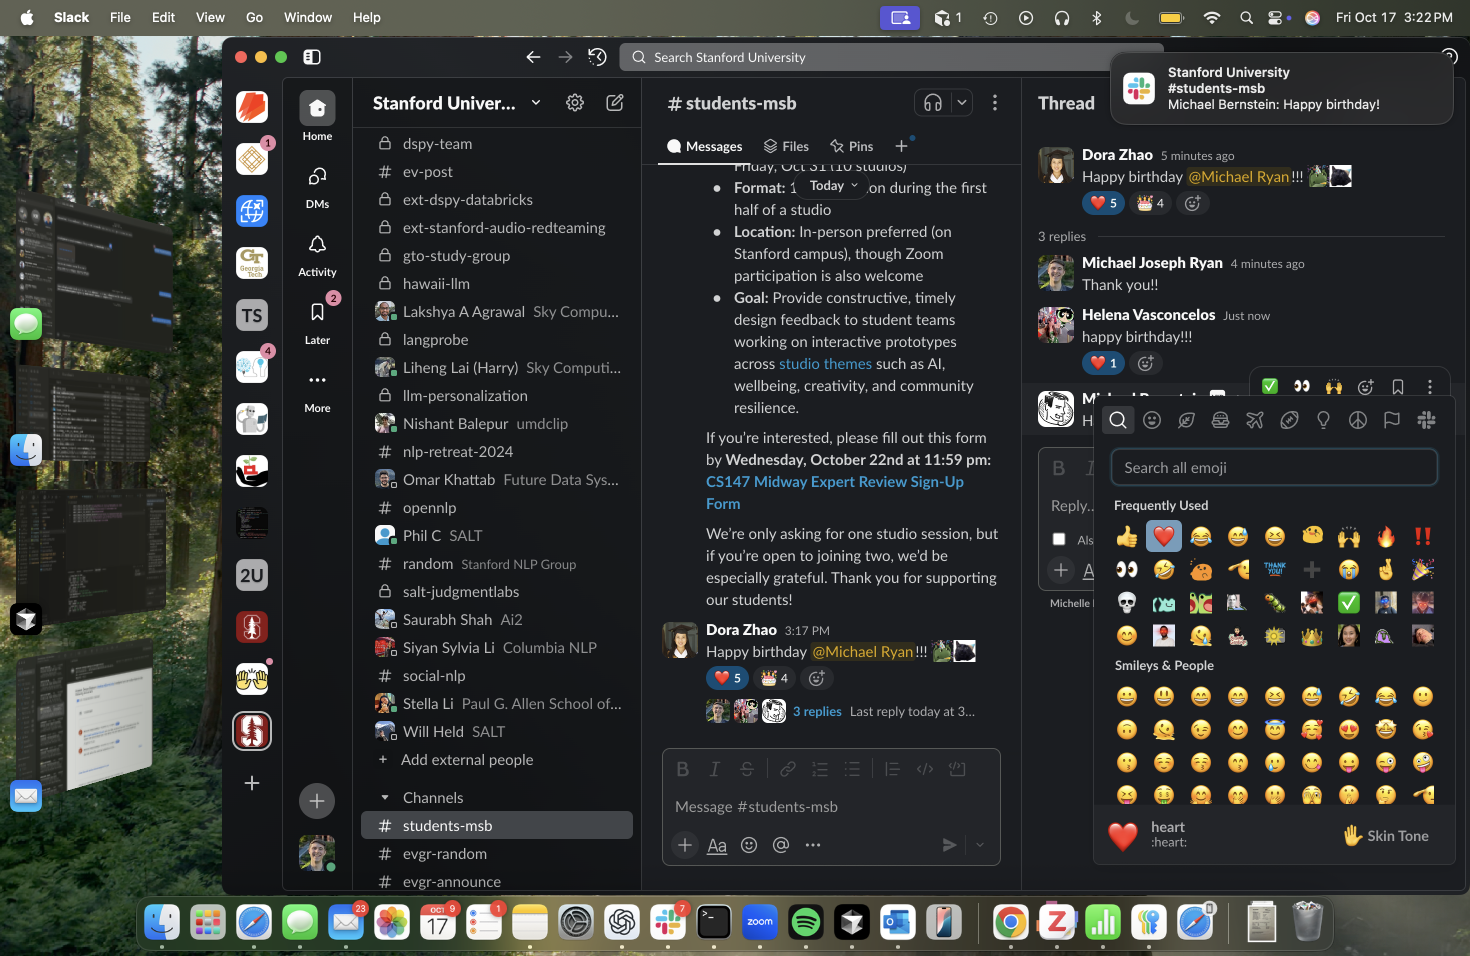 Slack File Edit View Go Window Help
1
Fri Oct 17 3:22 PM
Search Stanford University
Stanford University
#students-msb
Michael Bernstein: Happy birthday!
1
GT
Georgia Tech
TS
4
2U
Home
DMs
Activity
2
Later
More
Stanford Univer...
dspy-team
# ev-post
ext-dspy-databricks
ext-stanford-audio-redteaming
gto-study-group
hawaii-llm
Lakshya A Agrawal Sky Compu...
langprobe
Liheng Lai (Harry) Sky Computi...
llm-personalization
Nishant Balepur umdclip
# nlp-retreat-2024
Omar Khattab Future Data Sys...
# opennlp
Phil C SALT
# random Stanford NLP Group
salt-judgmentlabs
Saurabh Shah Ai2
Siyan Sylvia Li Columbia NLP
# social-nlp
Stella Li Paul G. Allen School of...
Will Held SALT
+ Add external people
Channels
# students-msb
# evgr-random
# evgr-announce
# students-msb
Messages Files Pins +
Friday, Oct 31 (10 studios)
Today
• Format: 1 on during the first
half of a studio
• Location: In-person preferred (on
Stanford campus), though Zoom
participation is also welcome
• Goal: Provide constructive, timely
design feedback to student teams
working on interactive prototypes
across studio themes such as AI,
wellbeing, creativity, and community
resilience.
If you’re interested, please fill out this form
by Wednesday, October 22nd at 11:59 pm:
CS147 Midway Expert Review Sign-Up
Form
We’re only asking for one studio session, but
if you’re open to joining two, we’d be
especially grateful. Thank you for supporting
our students!
Dora Zhao 3:17 PM
Happy birthday @Michael Ryan!!!
5 4
3 replies Last reply today at 3...
B I S
Message #students-msb
+ Aa @
Thread
Dora Zhao 5 minutes ago
Happy birthday @Michael Ryan!!!
5 4
3 replies
Michael Joseph Ryan 4 minutes ago
Thank you!!
Helena Vasconcelos Just now
happy birthday!!!
1
H
B I
Reply...
Als
+ A
Michelle
Search all emoji
Frequently Used
THANK YOU!
Smileys & People
heart
:heart:
Skin Tone
23
OCT 9
17
1
7
zoom